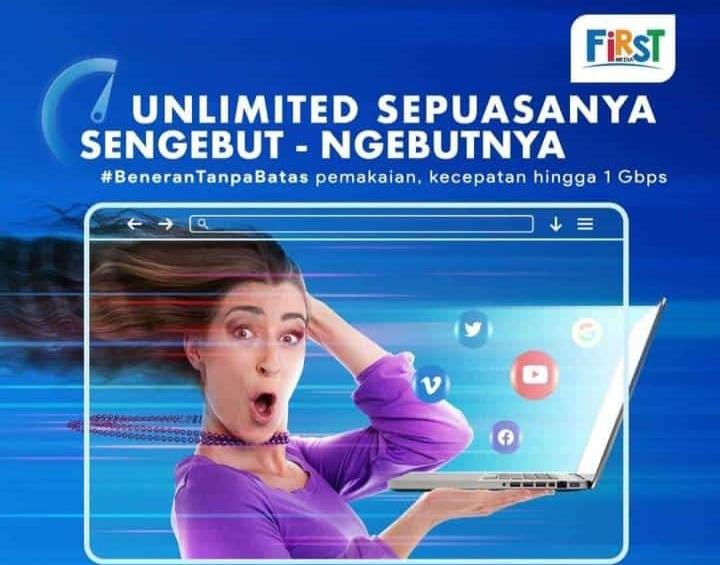 FiRST
MEDIA
UNLIMITED SEPUASANYA
SENGEBUT - NGEBUTNYA
#BeneranTanpaBatas pemakaian, kecepatan hingga 1 Gbps